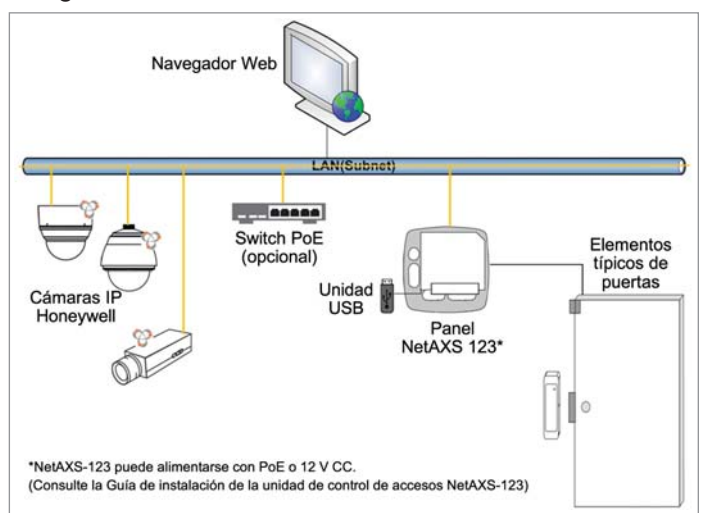 Navegador Web
LAN(Subnet)
Switch PoE
(opcional)
Elementos
típicos de
puertas
Cámaras IP
Honeywell
Unidad
USB
Panel
NetAXS 123*
*NetAXS-123 puede alimentarse con PoE o 12 V CC.
(Consulte la Guía de instalación de la unidad de control de accesos NetAXS-123)